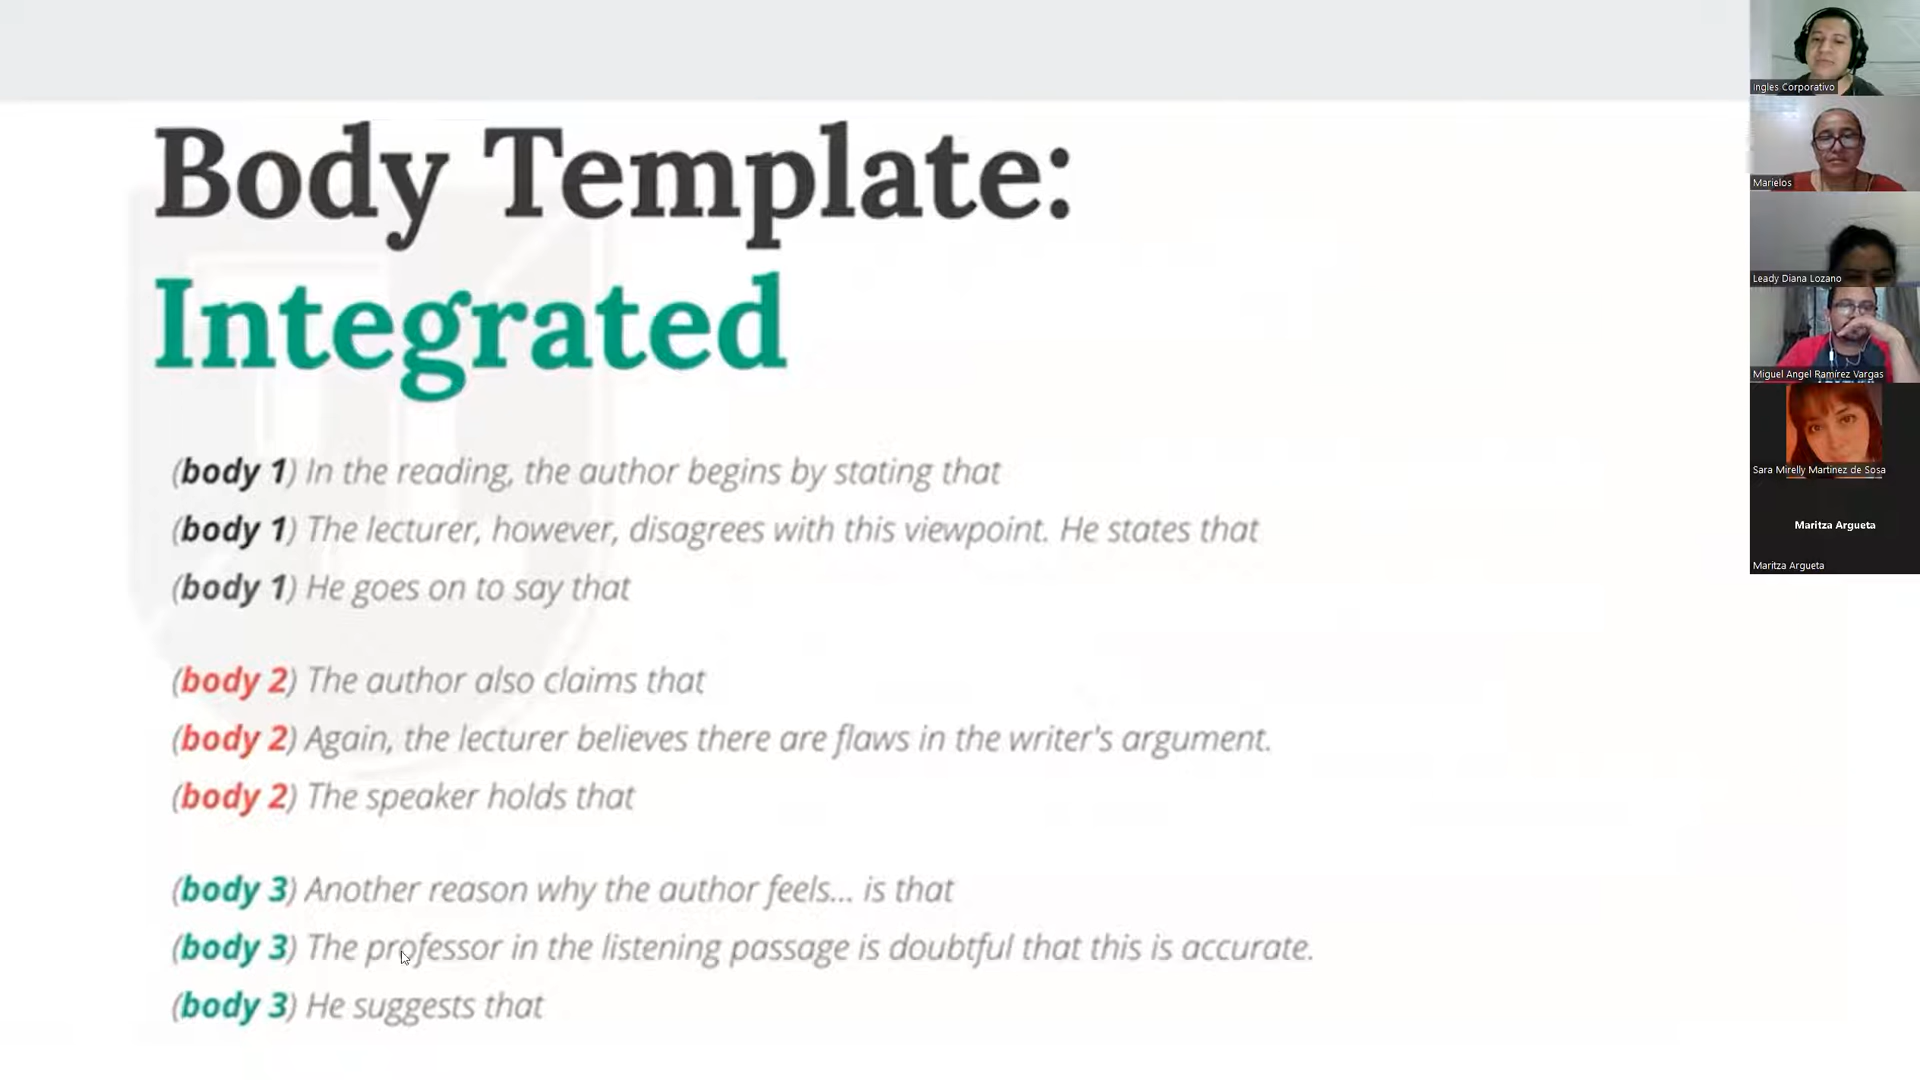 Body Template:
Integrated
(body 1) In the reading, the author begins by stating that
(body 1) The lecturer, however, disagrees with this viewpoint. He states that
(body 1) He goes on to say that
(body 2) The author also claims that
(body 2) Again, the lecturer believes there are flaws in the writer's argument.
(body 2) The speaker holds that
(body 3) Another reason why the author feels... is that
(body 3) The professor in the listening passage is doubtful that this is accurate.
(body 3) He suggests that
Ingles Corporativo
Marielos
Leady Diana Lozano
Miguel Angel Ramírez Vargas
Sara Mirelly Martinez de Sosa
Maritza Argueta
Maritza Argueta